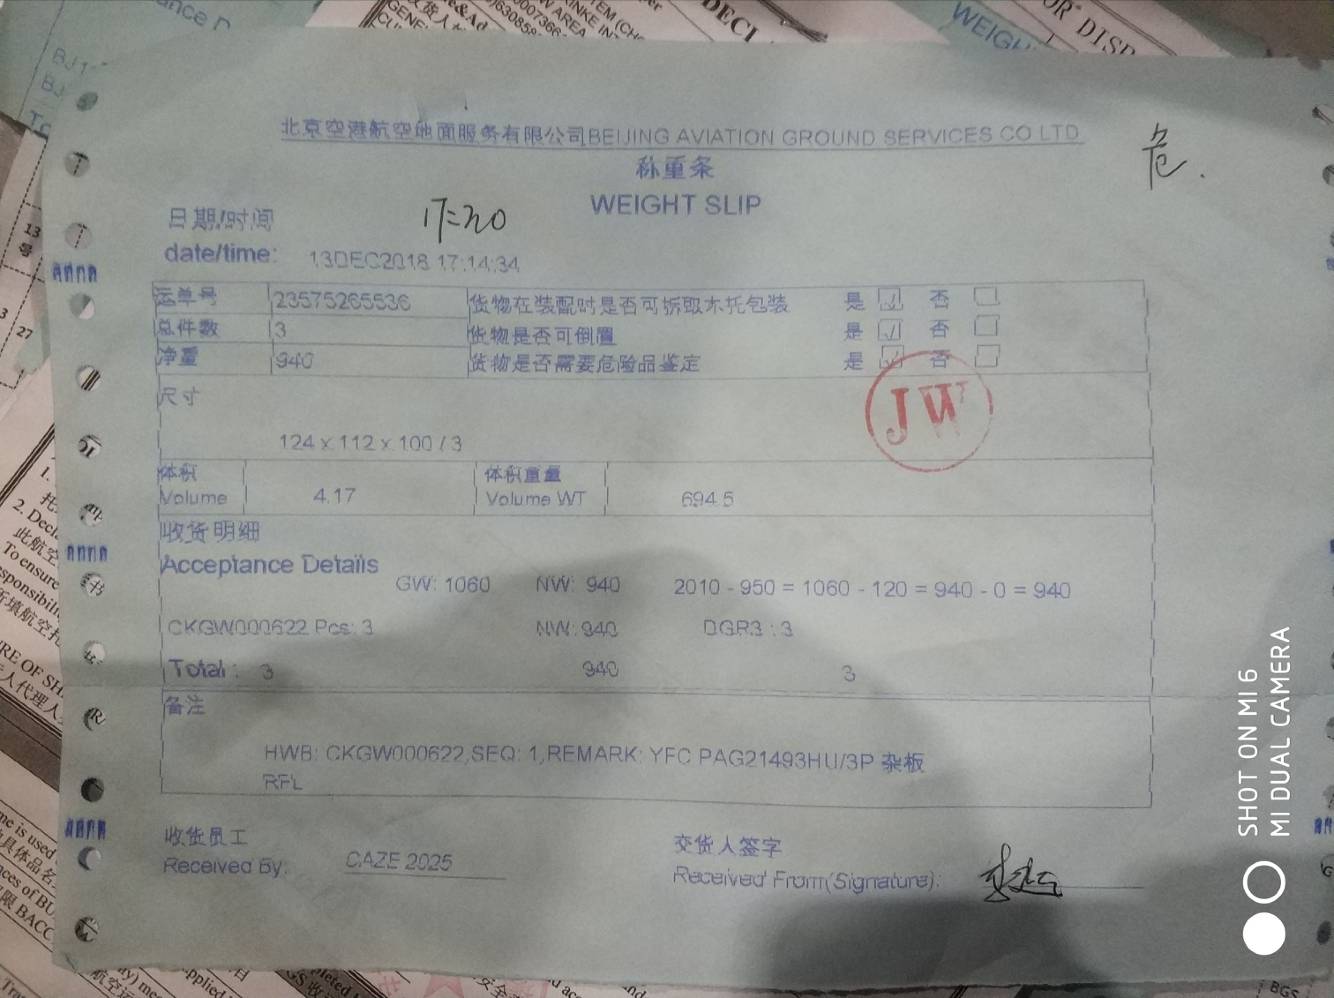 北京空港航空地面服务有限公司BEIJING AVIATION GROUND SERVICES CO LTD
危.
称重条
WEIGHT SLIP
日期/时间 17=20
date/time: 13DEC2018 17:14:34
运单号 23575265536 货物在装配时是否可拆取木托包装 是 否
总件数 3 货物是否可倒置 是 否
净重 940 货物是否需要危险品鉴定 是 否
尺寸
JW
124 x 112 x 100 / 3
体积 体积重量
Volume 4.17 Volume WT 694.5
收货明细
Acceptance Details
GW: 1060 NW: 940 2010 - 950 = 1060 - 120 = 940 - 0 = 940
CKGW000622 Pcs: 3 NW: 940 DGR3 : 3
Total : 3 940 3
备注
HWB: CKGW000622,SEQ: 1,REMARK: YFC PAG21493HU/3P 杂板
RFL
收货员工 交货人签字
Received By: CAZE 2025 Received From(Signature):
SHOT ON MI 6
MI DUAL CAMERA